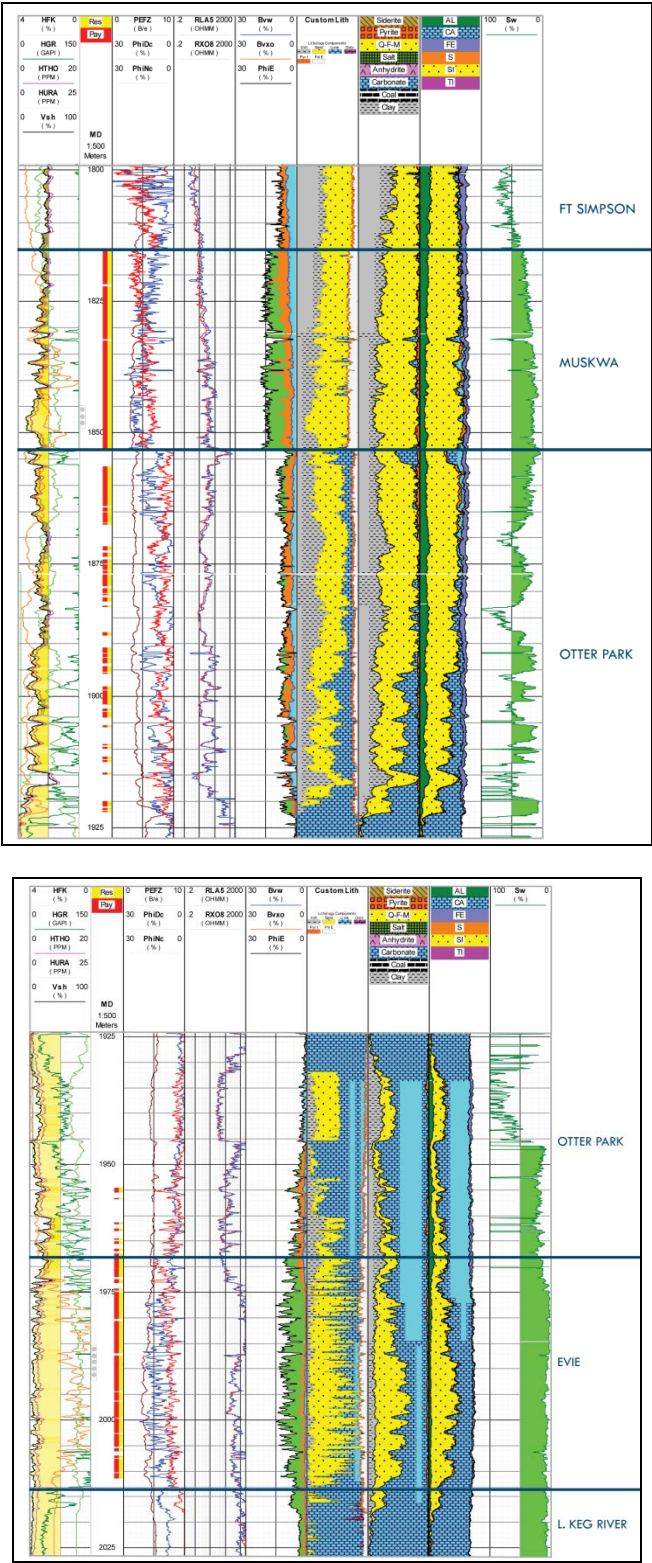 4 HFK 0
( % )
0 HGR 150
( GAPI )
0 HTHO 20
( PPM )
0 HURA 25
( PPM )
0 Vsh 100
( % )
Res
Pay
MD
1:500
Meters
0 PEFZ 10
( B/e )
30 PhiDc 0
( % )
30 PhiNc 0
( % )
.2 RLA5 2000
( OHMM )
.2 RXO8 2000
( OHMM )
30 Bvw 0
( % )
30 Bvxo 0
( % )
30 PhiE 0
( % )
Custom Lith
Lithology Components
Siderite
Pyrite
Q-F-M
Salt
Anhydrite
Carbonate
Coal
Clay
AL
CA
FE
S
SI
TI
100 Sw 0
( % )
1800
FT SIMPSON
1825
MUSKWA
1850
1875
OTTER PARK
1900
1925
4 HFK 0
( % )
0 HGR 150
( GAPI )
0 HTHO 20
( PPM )
0 HURA 25
( PPM )
0 Vsh 100
( % )
Res
Pay
MD
1:500
Meters
0 PEFZ 10
( B/e )
30 PhiDc 0
( % )
30 PhiNc 0
( % )
.2 RLA5 2000
( OHMM )
.2 RXO8 2000
( OHMM )
30 Bvw 0
( % )
30 Bvxo 0
( % )
30 PhiE 0
( % )
Custom Lith
Lithology Components
Siderite
Pyrite
Q-F-M
Salt
Anhydrite
Carbonate
Coal
Clay
AL
CA
FE
S
SI
TI
100 Sw 0
( % )
1925
OTTER PARK
1950
1975
EVIE
2000
L. KEG RIVER
2025